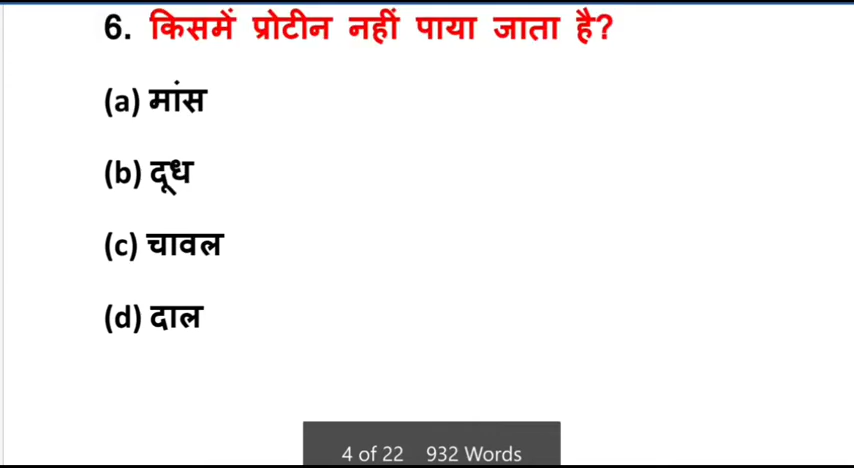 6. किसमें प्रोटीन नहीं पाया जाता है?
(a) मांस
(b) दूध
(c) चावल
(d) दाल
4 of 22 932 Words